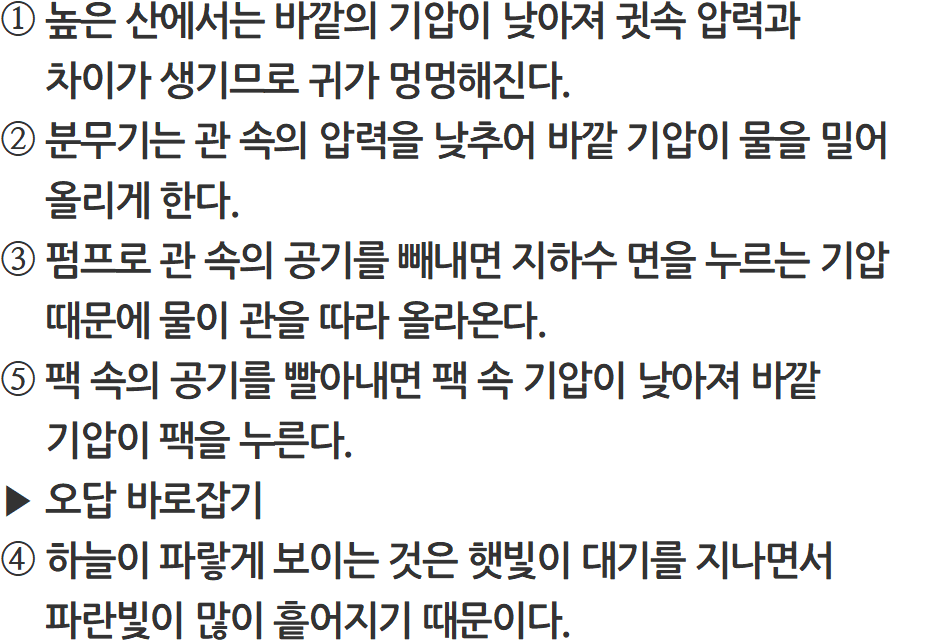 ① 높은 산에서는 바깥의 기압이 낮아져 귓속 압력과
차이가 생기므로 귀가 멍멍해진다.
② 분무기는 관 속의 압력을 낮추어 바깥 기압이 물을 밀어
올리게 한다.
③ 펌프로 관 속의 공기를 빼내면 지하수 면을 누르는 기압
때문에 물이 관을 따라 올라온다.
⑤ 팩 속의 공기를 빨아내면 팩 속 기압이 낮아져 바깥
기압이 팩을 누른다.
▶ 오답 바로잡기
④ 하늘이 파랗게 보이는 것은 햇빛이 대기를 지나면서
파란빛이 많이 흩어지기 때문이다.